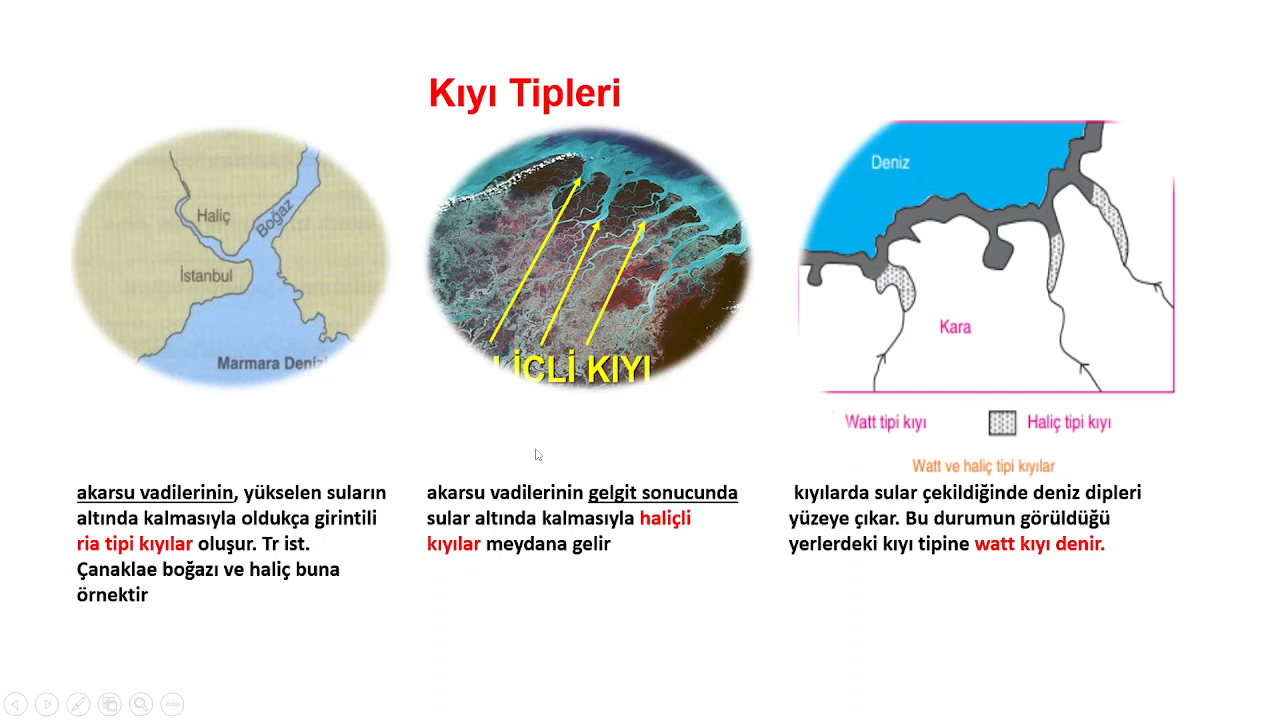 Kıyı Tipleri
Haliç
Boğaz
İstanbul
Marmara Denizi
LİÇLİ KIYI
Deniz
Kara
Watt tipi kıyı
Haliç tipi kıyı
Watt ve haliç tipi kıyılar
akarsu vadilerinin, yükselen suların
altında kalmasıyla oldukça girintili
ria tipi kıyılar oluşur. Tr ist.
Çanaklae boğazı ve haliç buna
örnektir
akarsu vadilerinin gelgit sonucunda
sular altında kalmasıyla haliçli
kıyılar meydana gelir
kıyılarda sular çekildiğinde deniz dipleri
yüzeye çıkar. Bu durumun görüldüğü
yerlerdeki kıyı tipine watt kıyı denir.